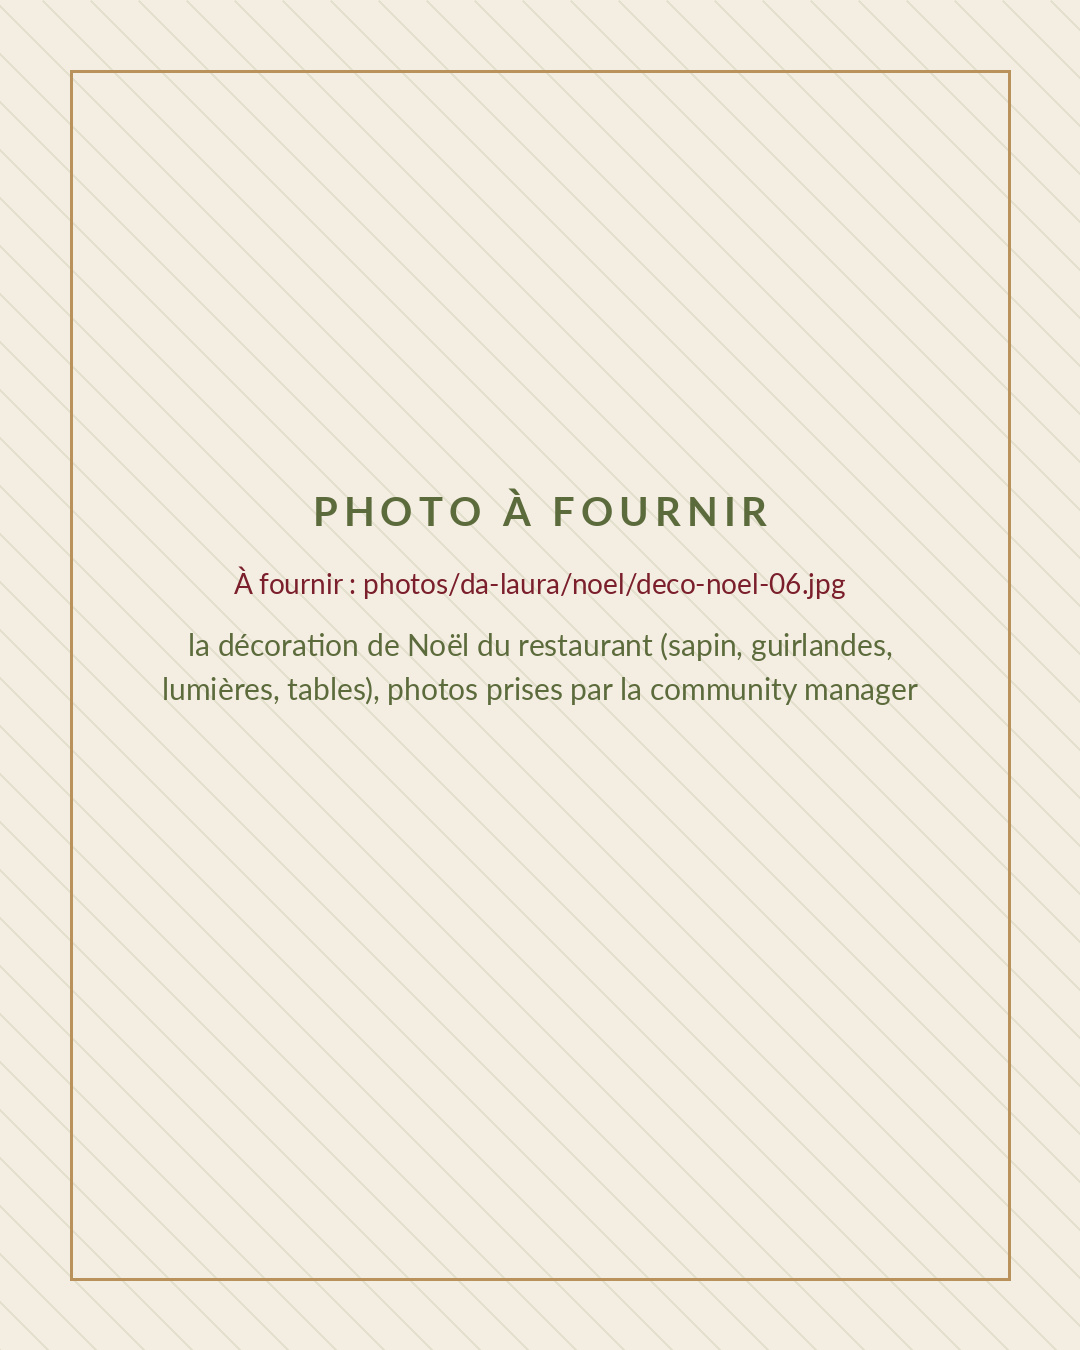 PHOTO À FOURNIR
À fournir : photos/da-laura/noel/deco-noel-06.jpg
la décoration de Noël du restaurant (sapin, guirlandes,
lumières, tables), photos prises par la community manager